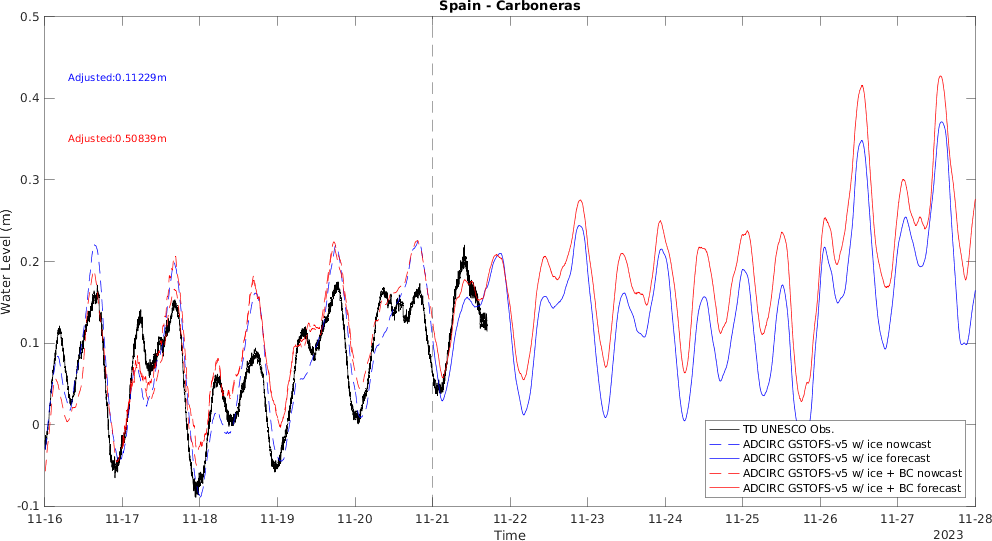 Spain - Carboneras
0.5
0.4
0.3
0.2
0.1
0
-0.1
Water Level (m)
Adjusted:0.11229m
Adjusted:0.50839m
TD UNESCO Obs.
ADCIRC GSTOFS-v5 w/ ice nowcast
ADCIRC GSTOFS-v5 w/ ice forecast
ADCIRC GSTOFS-v5 w/ ice + BC nowcast
ADCIRC GSTOFS-v5 w/ ice + BC forecast
11-16 11-17 11-18 11-19 11-20 11-21 11-22 11-23 11-24 11-25 11-26 11-27 11-28
Time
2023